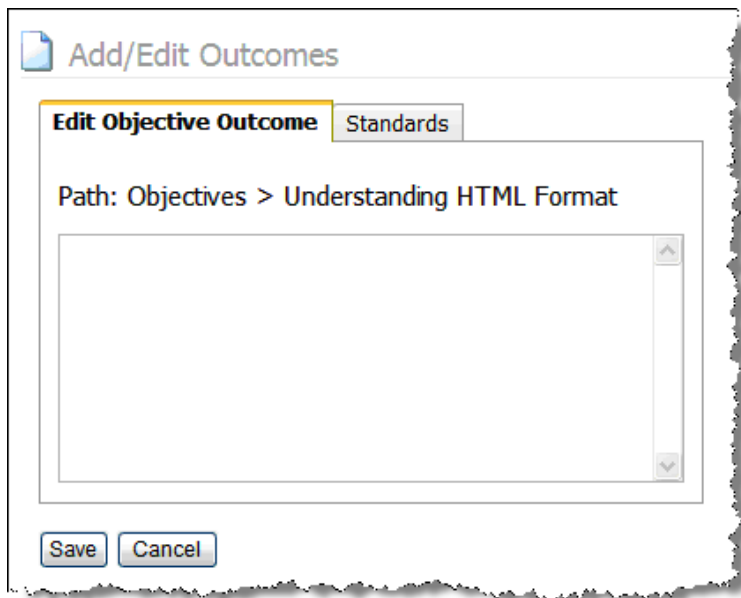 Add/Edit Outcomes
Edit Objective Outcome Standards
Path: Objectives > Understanding HTML Format
Save Cancel